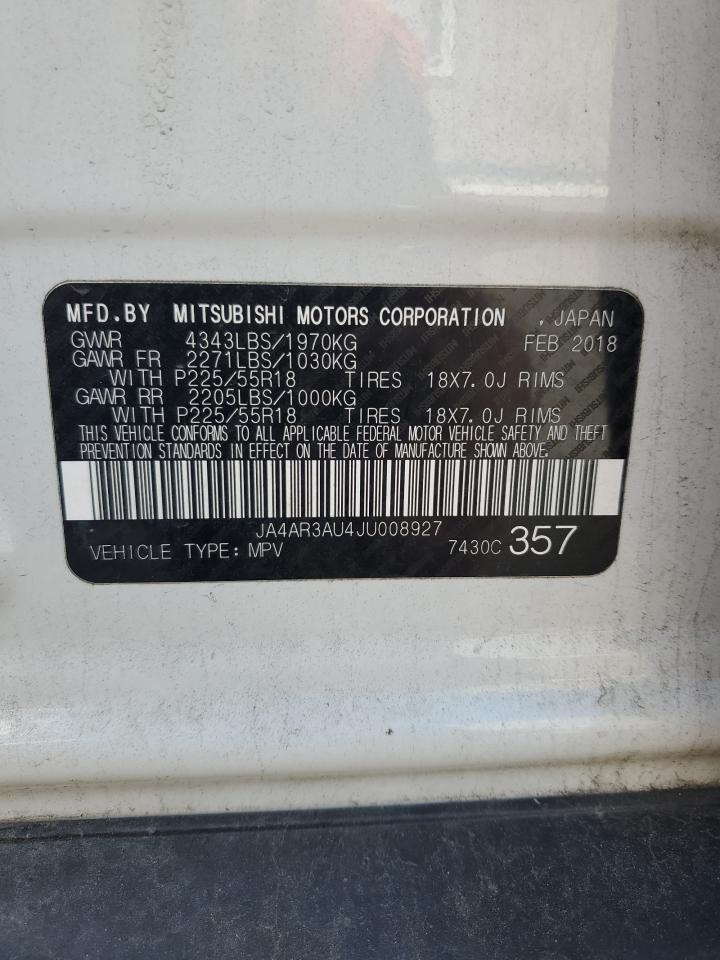 MFD.BY MITSUBISHI MOTORS CORPORATION , JAPAN
GVWR 4343LBS/1970KG FEB 2018
GAWR FR 2271LBS/1030KG
WITH P225/55R18 TIRES 18X7.0J RIMS
GAWR RR 2205LBS/1000KG
WITH P225/55R18 TIRES 18X7.0J RIMS
THIS VEHICLE CONFORMS TO ALL APPLICABLE FEDERAL MOTOR VEHICLE SAFETY AND THEFT
PREVENTION STANDARDS IN EFFECT ON THE DATE OF MANUFACTURE SHOWN ABOVE.
JA4AR3AU4JU008927
VEHICLE TYPE: MPV 7430C 357